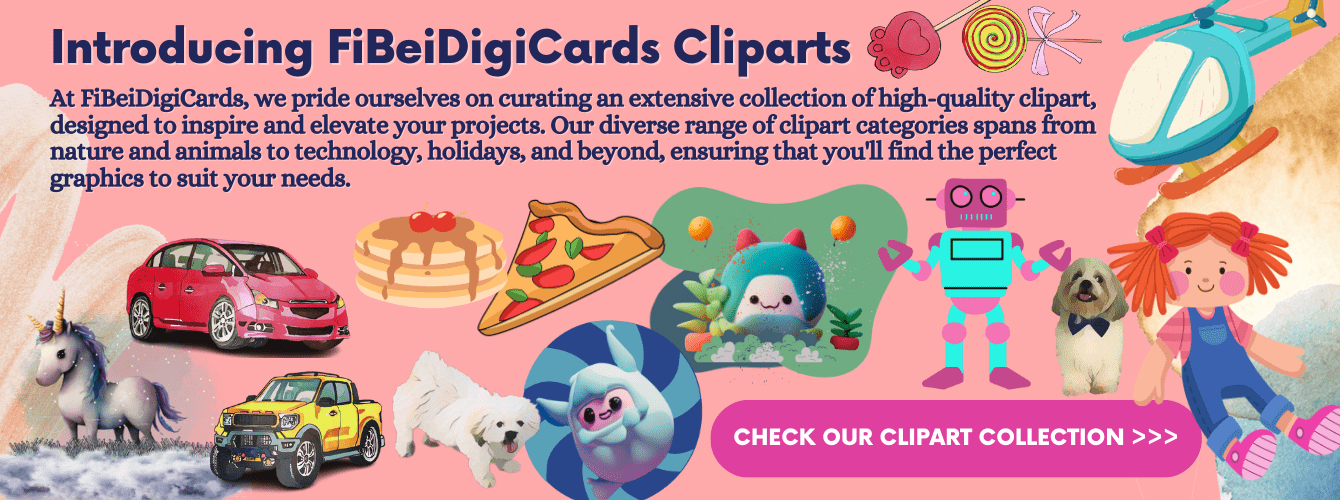 Introducing FiBeiDigiCards Cliparts
At FiBeiDigiCards, we pride ourselves on curating an extensive collection of high-quality clipart,
designed to inspire and elevate your projects. Our diverse range of clipart categories spans from
nature and animals to technology, holidays, and beyond, ensuring that you'll find the perfect
graphics to suit your needs.
CHECK OUR CLIPART COLLECTION >>>